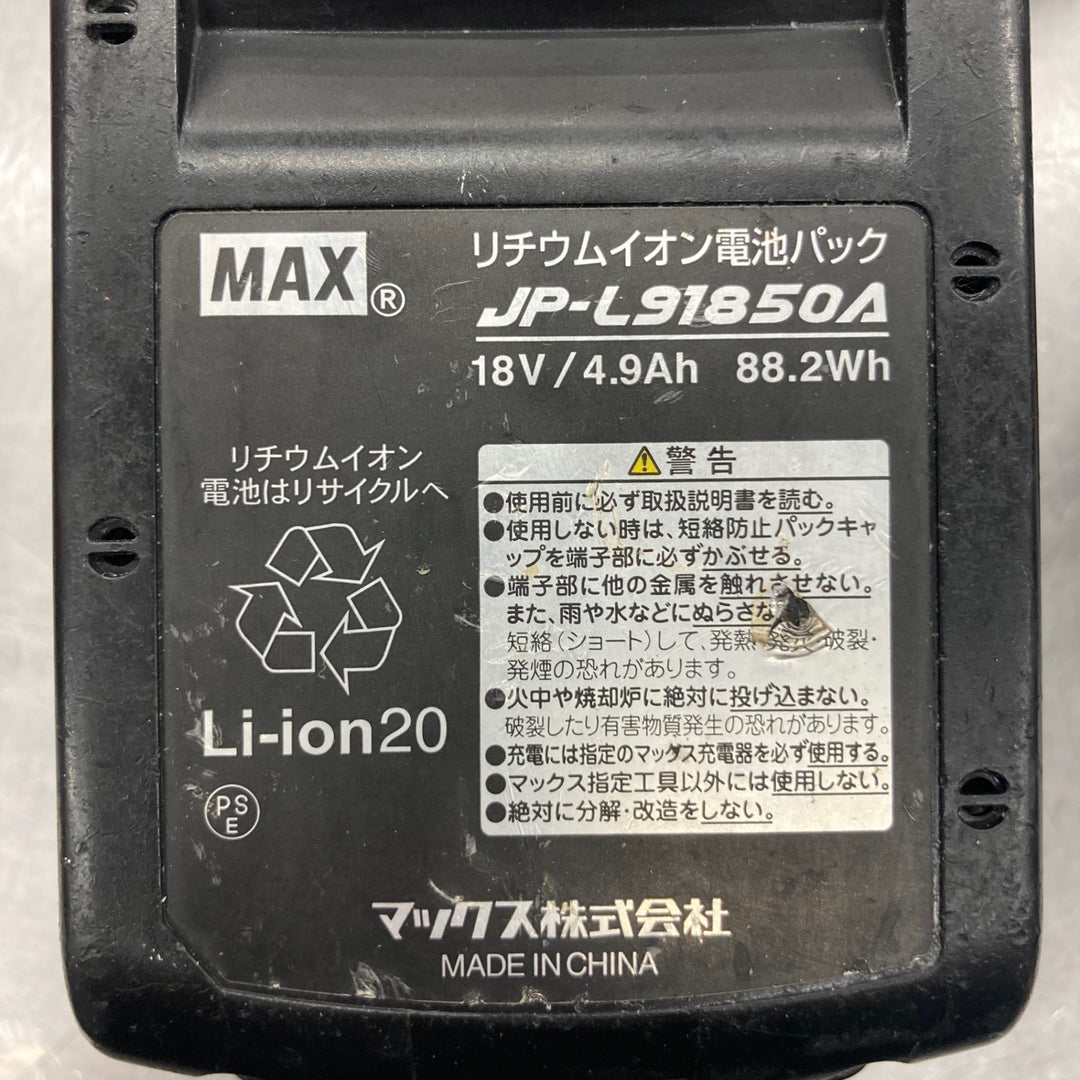 MAX®
リチウムイオン電池パック
JP-L91850A
18V/4.9Ah 88.2Wh
リチウムイオン
電池はリサイクルへ
Li-ion20
PS
E
⚠警告
●使用前に必ず取扱説明書を読む。
●使用しない時は、短絡防止パックキャ
ップを端子部に必ずかぶせる。
●端子部に他の金属を触れさせない。
また、雨や水などにぬらさな
短絡(ショート)して、発熱・発火・破裂・
発煙の恐れがあります。
●火中や焼却炉に絶対に投げ込まない。
破裂したり有害物質発生の恐れがあります。
●充電には指定のマックス充電器を必ず使用する。
●マックス指定工具以外には使用しない。
●絶対に分解・改造をしない。
マックス株式会社
MADE IN CHINA